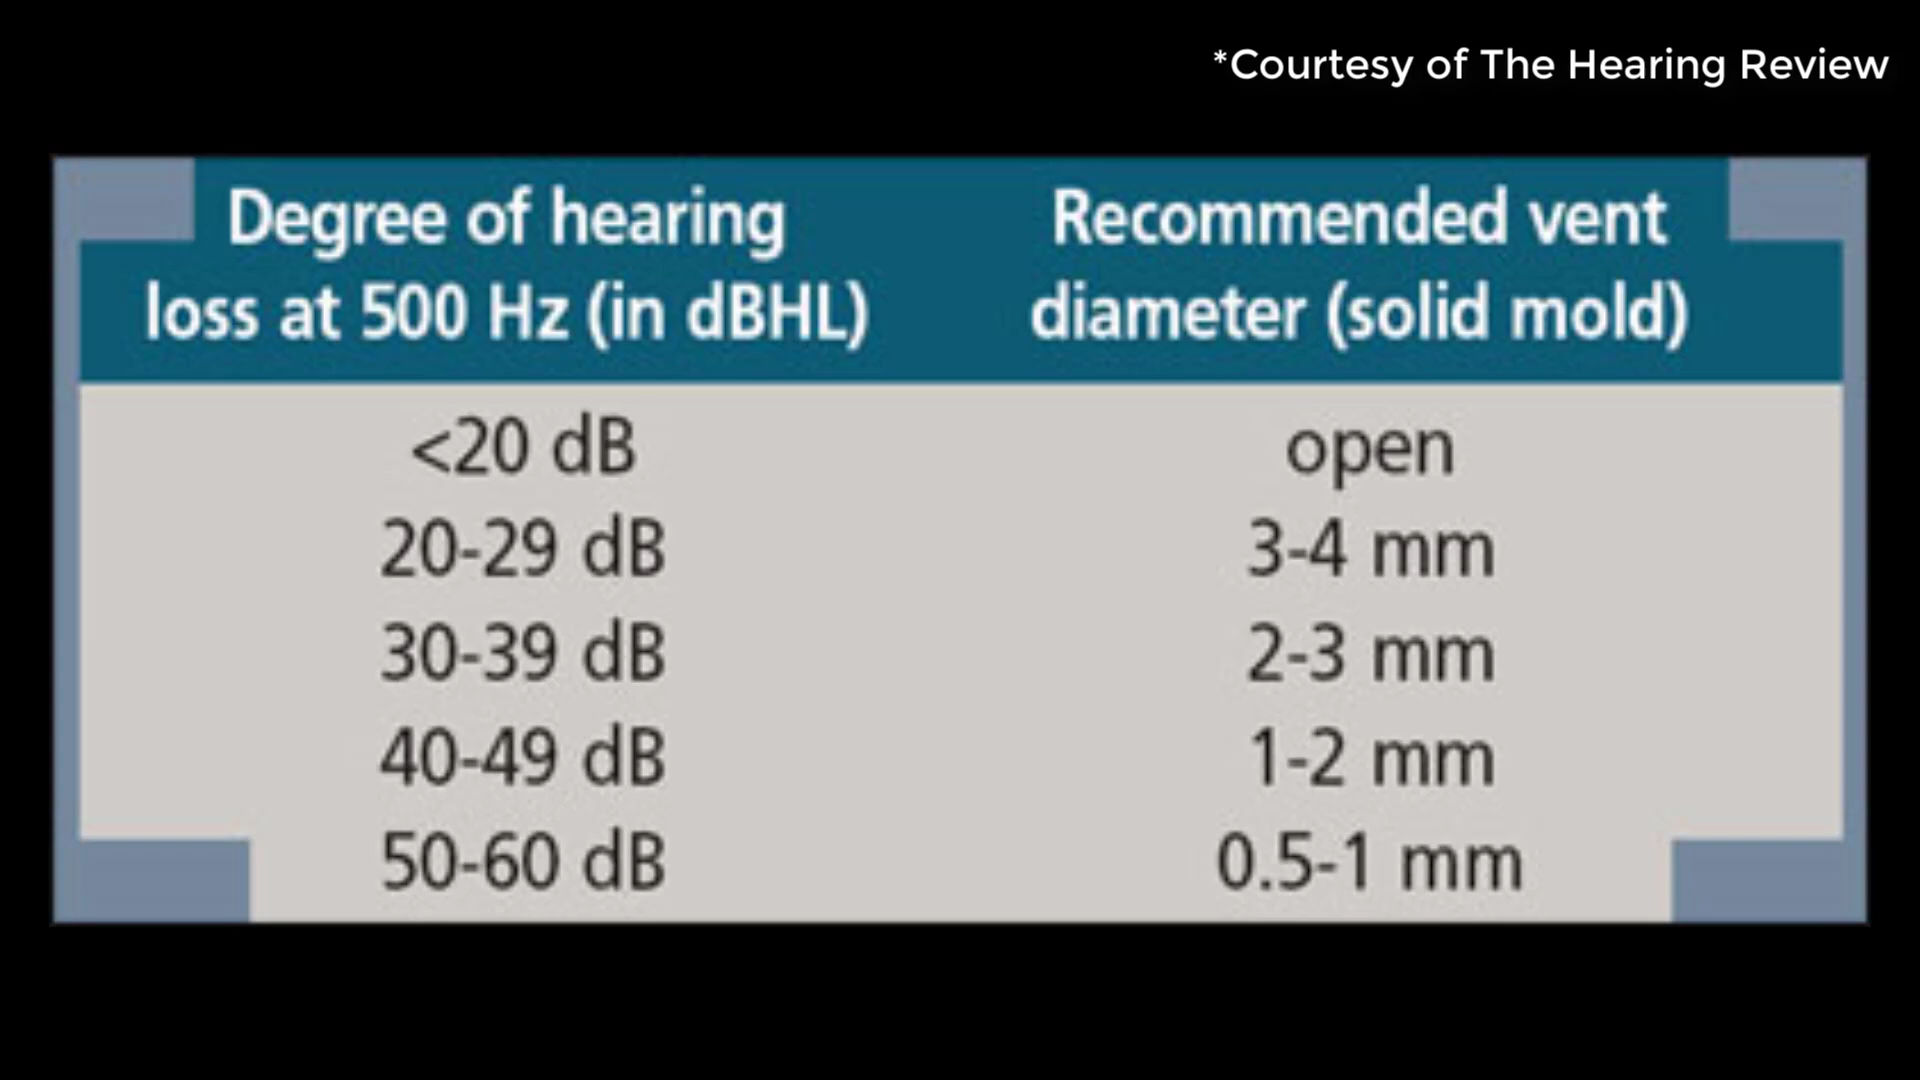 *Courtesy of The Hearing Review
Degree of hearing loss at 500 Hz (in dBHL) Recommended vent diameter (solid mold)
<20 dB open
20-29 dB 3-4 mm
30-39 dB 2-3 mm
40-49 dB 1-2 mm
50-60 dB 0.5-1 mm